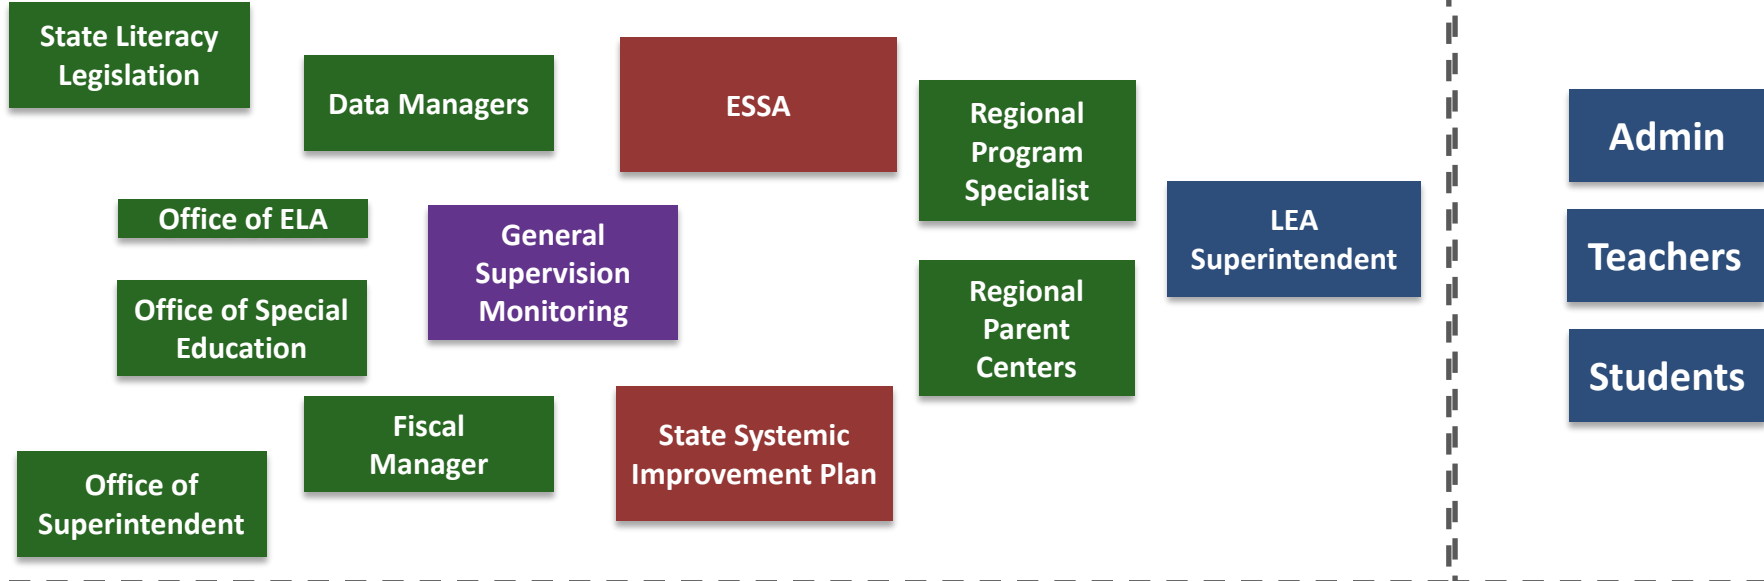 State Literacy
Legislation
Data Managers
ESSA
Regional
Program
Specialist
Admin
Office of ELA
General
Supervision
Monitoring
LEA
Superintendent
Teachers
Office of Special
Education
Regional
Parent
Centers
Students
Fiscal
Manager
State Systemic
Improvement Plan
Office of
Superintendent